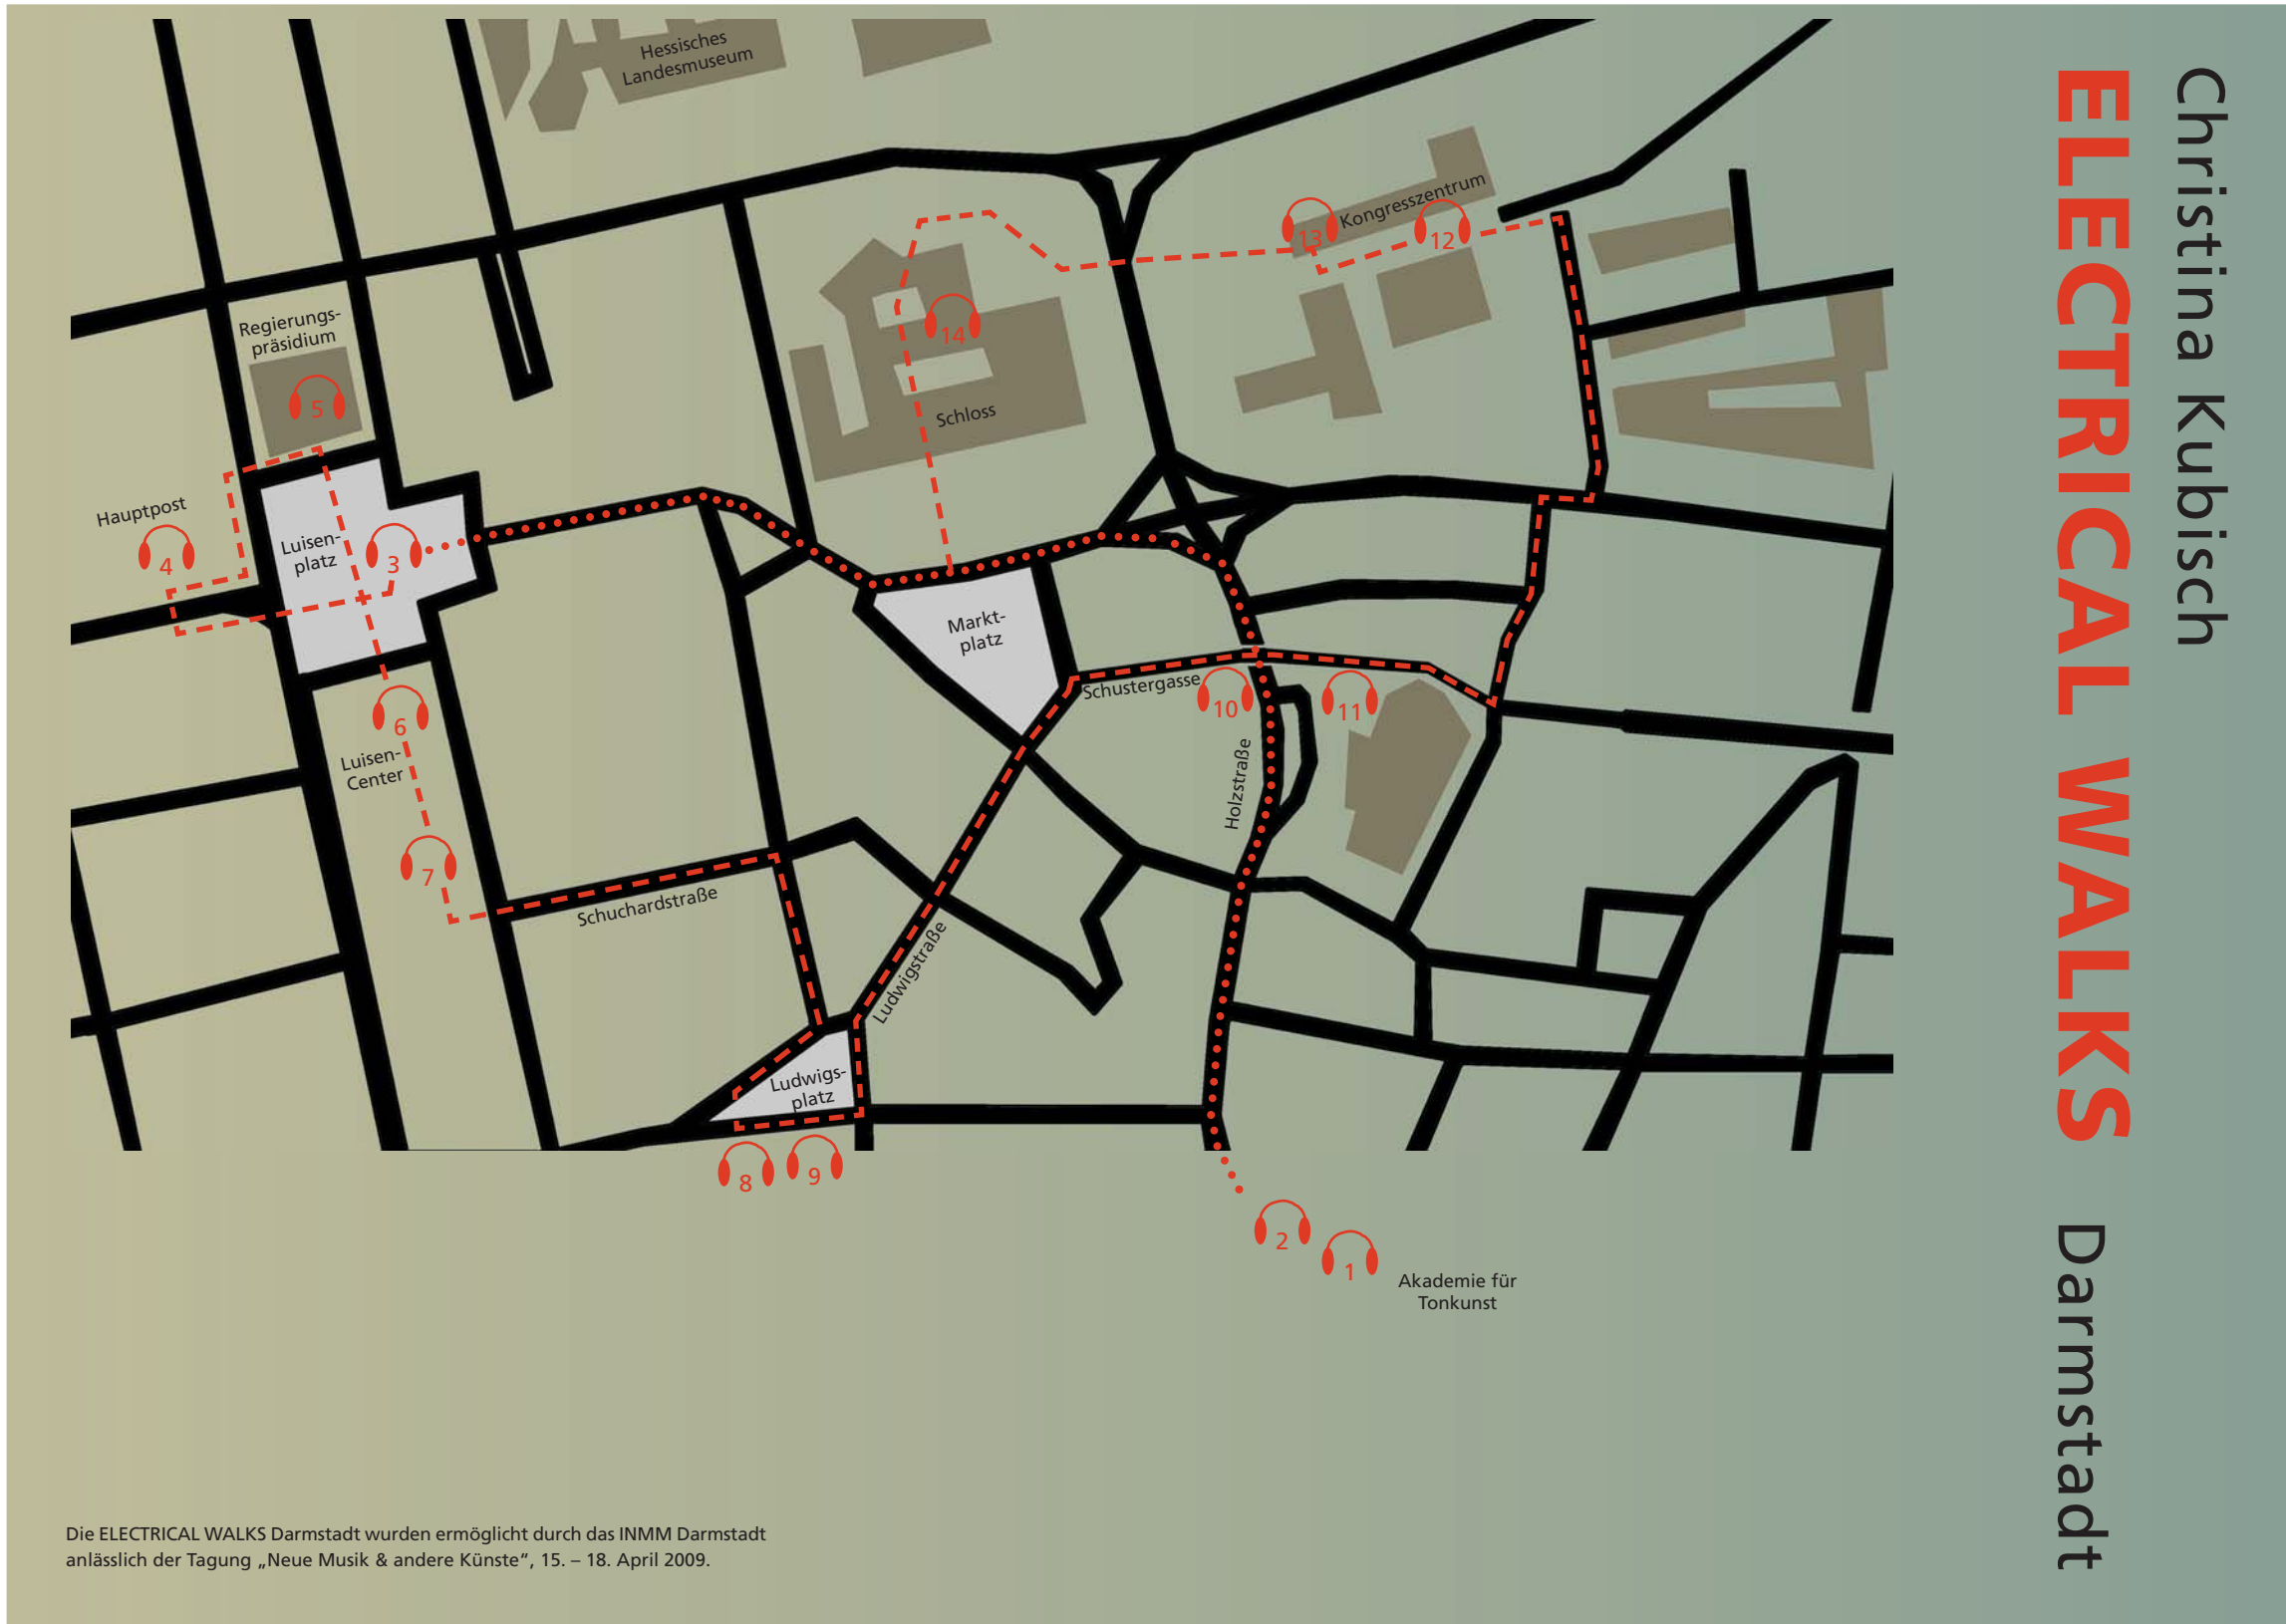 Christina Kubisch
ELECTRICAL WALKS Darmstadt
Hessisches
Landesmuseum
Kongresszentrum
13
12
Regierungs-
präsidium
5
14
Schloss
Hauptpost
4
Luisen-
platz
3
Markt-
platz
Schustergasse
10
11
6
Luisen-
Center
Holzstraße
7
Schuchardstraße
Ludwigstraße
Ludwigs-
platz
8
9
2
1
Akademie für
Tonkunst
Die ELECTRICAL WALKS Darmstadt wurden ermöglicht durch das INMM Darmstadt
anlässlich der Tagung „Neue Musik & andere Künste“, 15. – 18. April 2009.